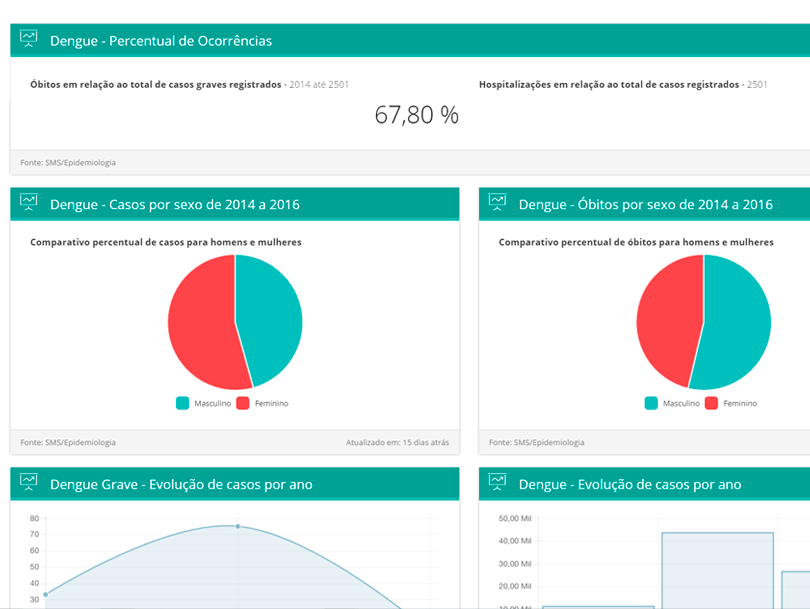 Dengue - Percentual de Ocorrências
Óbitos em relação ao total de casos graves registrados - 2014 até 2501
Hospitalizações em relação ao total de casos registrados - 2501
67,80 %
Fonte: SMS/Epidemiologia
Dengue - Casos por sexo de 2014 a 2016
Dengue - Óbitos por sexo de 2014 a 2016
Comparativo percentual de casos para homens e mulheres
Comparativo percentual de óbitos para homens e mulheres
Masculino Feminino
Masculino Feminino
Fonte: SMS/Epidemiologia
Atualizado em: 15 dias atrás
Fonte: SMS/Epidemiologia
Dengue Grave - Evolução de casos por ano
Dengue - Evolução de casos por ano
80
70
60
50
40
30
50,00 Mil
40,00 Mil
30,00 Mil
20,00 Mil
10,00 Mil